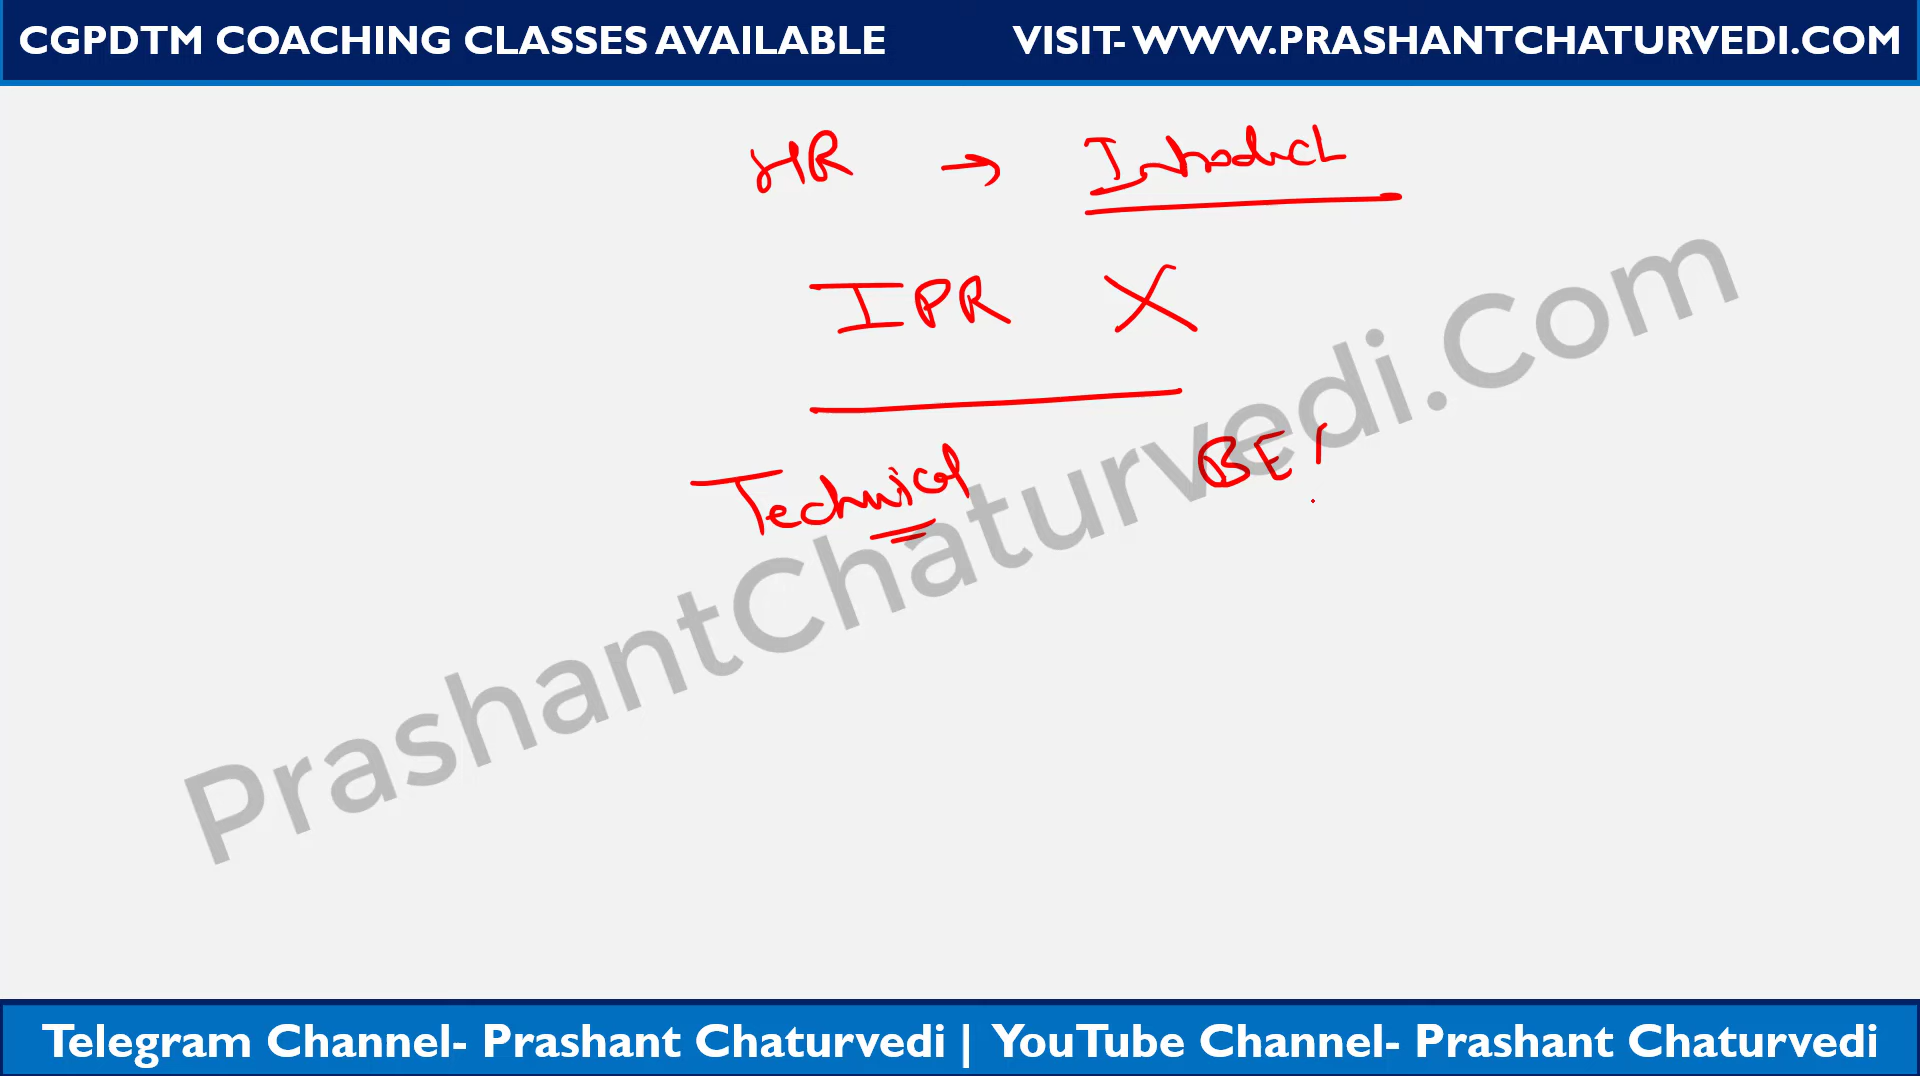 CGPDTM COACHING CLASSES AVAILABLE VISIT- WWW.PRASHANTCHATURVEDI.COM
HR → Introduct
IPR X
Technical BE/
PrashantChaturvedi.Com
Telegram Channel- Prashant Chaturvedi | YouTube Channel- Prashant Chaturvedi